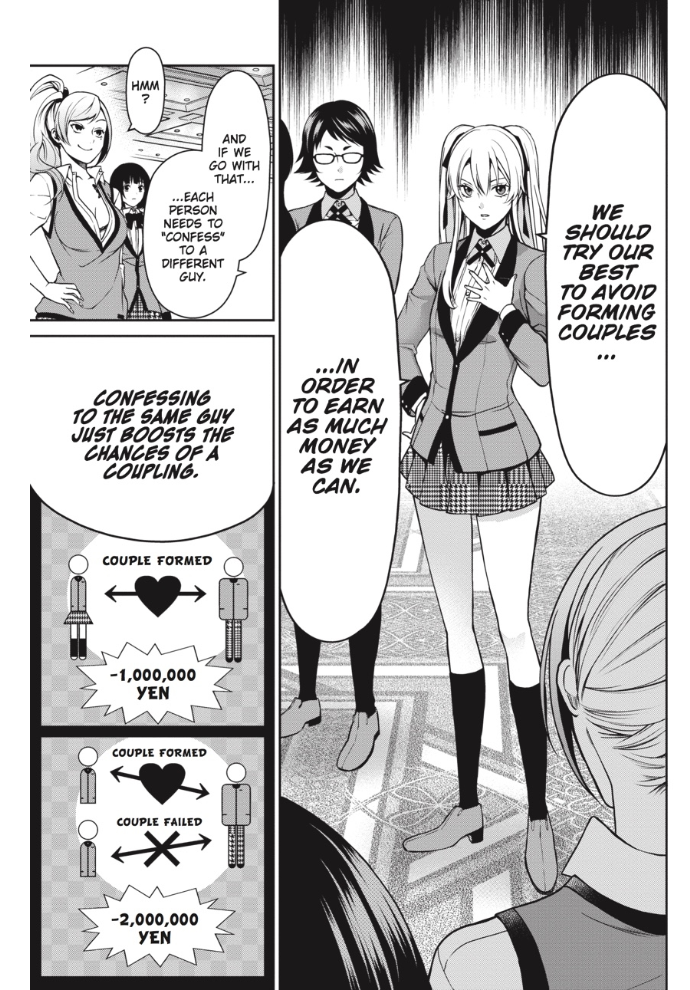 WE
SHOULD
TRY OUR
BEST
TO AVOID
FORMING
COUPLES
...
...IN
ORDER
TO EARN
AS MUCH
MONEY
AS WE
CAN.
HMM
?
AND
IF WE
GO WITH
THAT...
...EACH
PERSON
NEEDS TO
"CONFESS"
TO A
DIFFERENT
GUY.
CONFESSING
TO THE SAME GUY
JUST BOOSTS THE
CHANCES OF A
COUPLING.
COUPLE FORMED
-1,000,000
YEN
COUPLE FORMED
COUPLE FAILED
-2,000,000
YEN